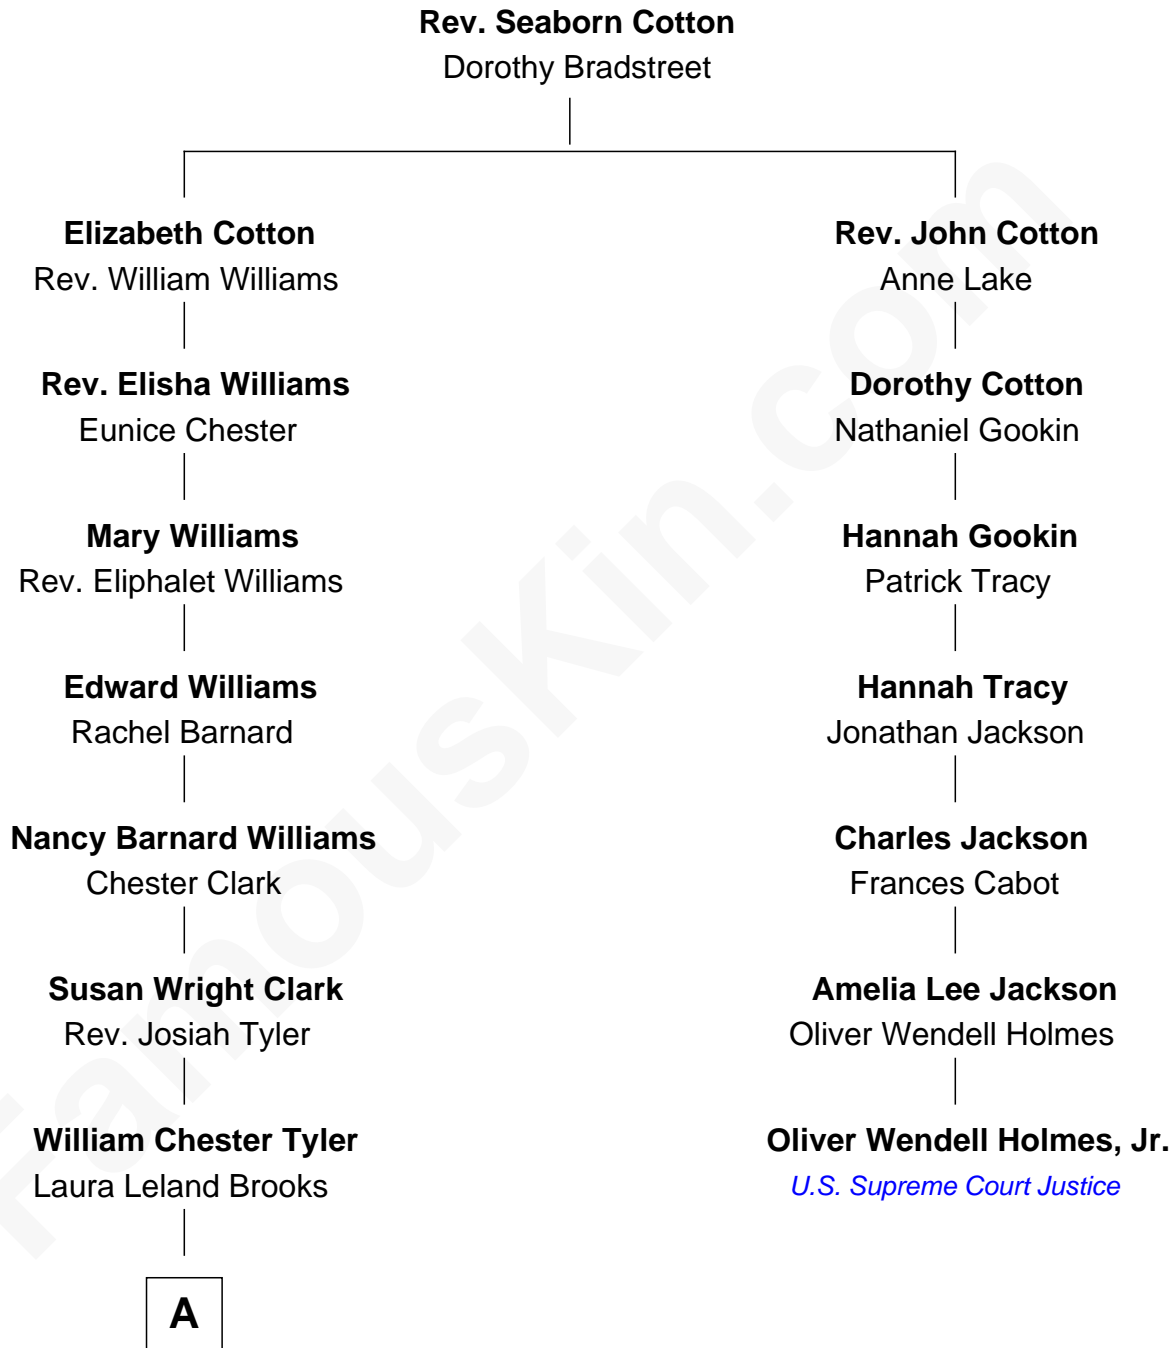 Rev. Seaborn Cotton
Dorothy Bradstreet
Elizabeth Cotton
Rev. William Williams
Rev. John Cotton
Anne Lake
Rev. Elisha Williams
Eunice Chester
Dorothy Cotton
Nathaniel Gookin
Mary Williams
Rev. Eliphalet Williams
Hannah Gookin
Patrick Tracy
Edward Williams
Rachel Barnard
Hannah Tracy
Jonathan Jackson
Nancy Barnard Williams
Chester Clark
Charles Jackson
Frances Cabot
Susan Wright Clark
Rev. Josiah Tyler
Amelia Lee Jackson
Oliver Wendell Holmes
William Chester Tyler
Laura Leland Brooks
Oliver Wendell Holmes, Jr.
U.S. Supreme Court Justice
A
FamousKin.com